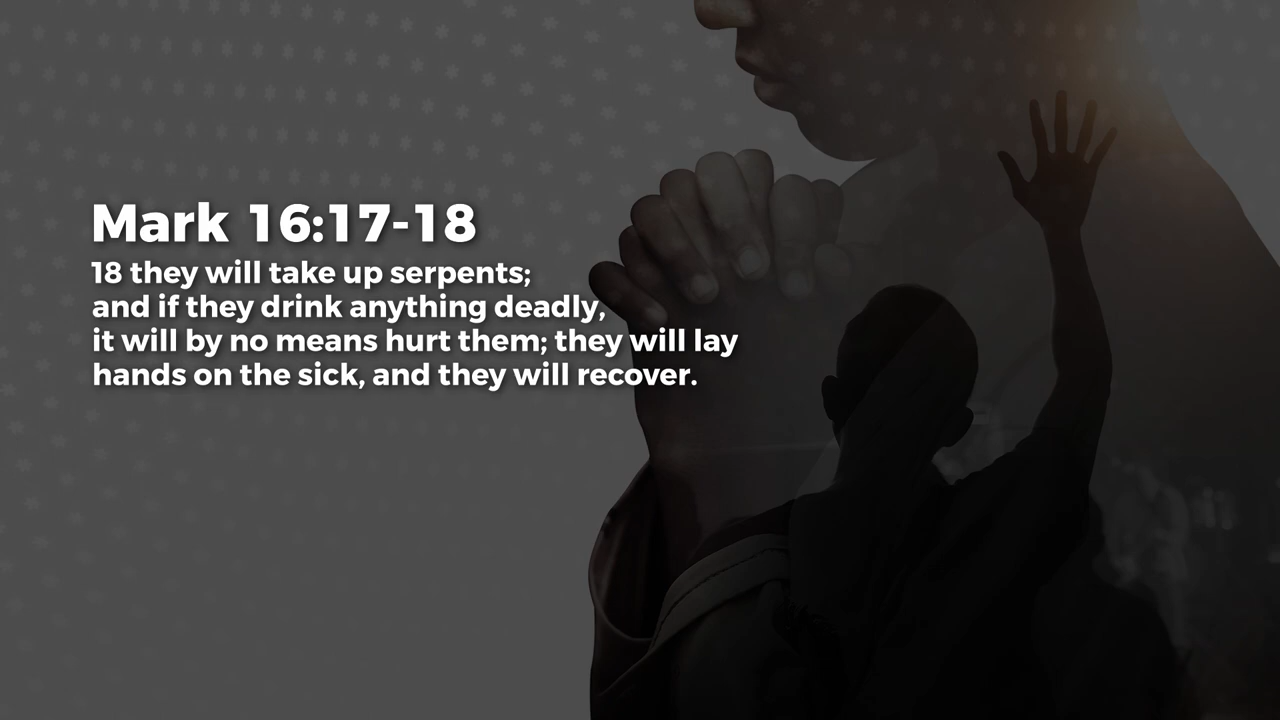 Mark 16:17-18
18 they will take up serpents;
and if they drink anything deadly,
it will by no means hurt them; they will lay
hands on the sick, and they will recover.